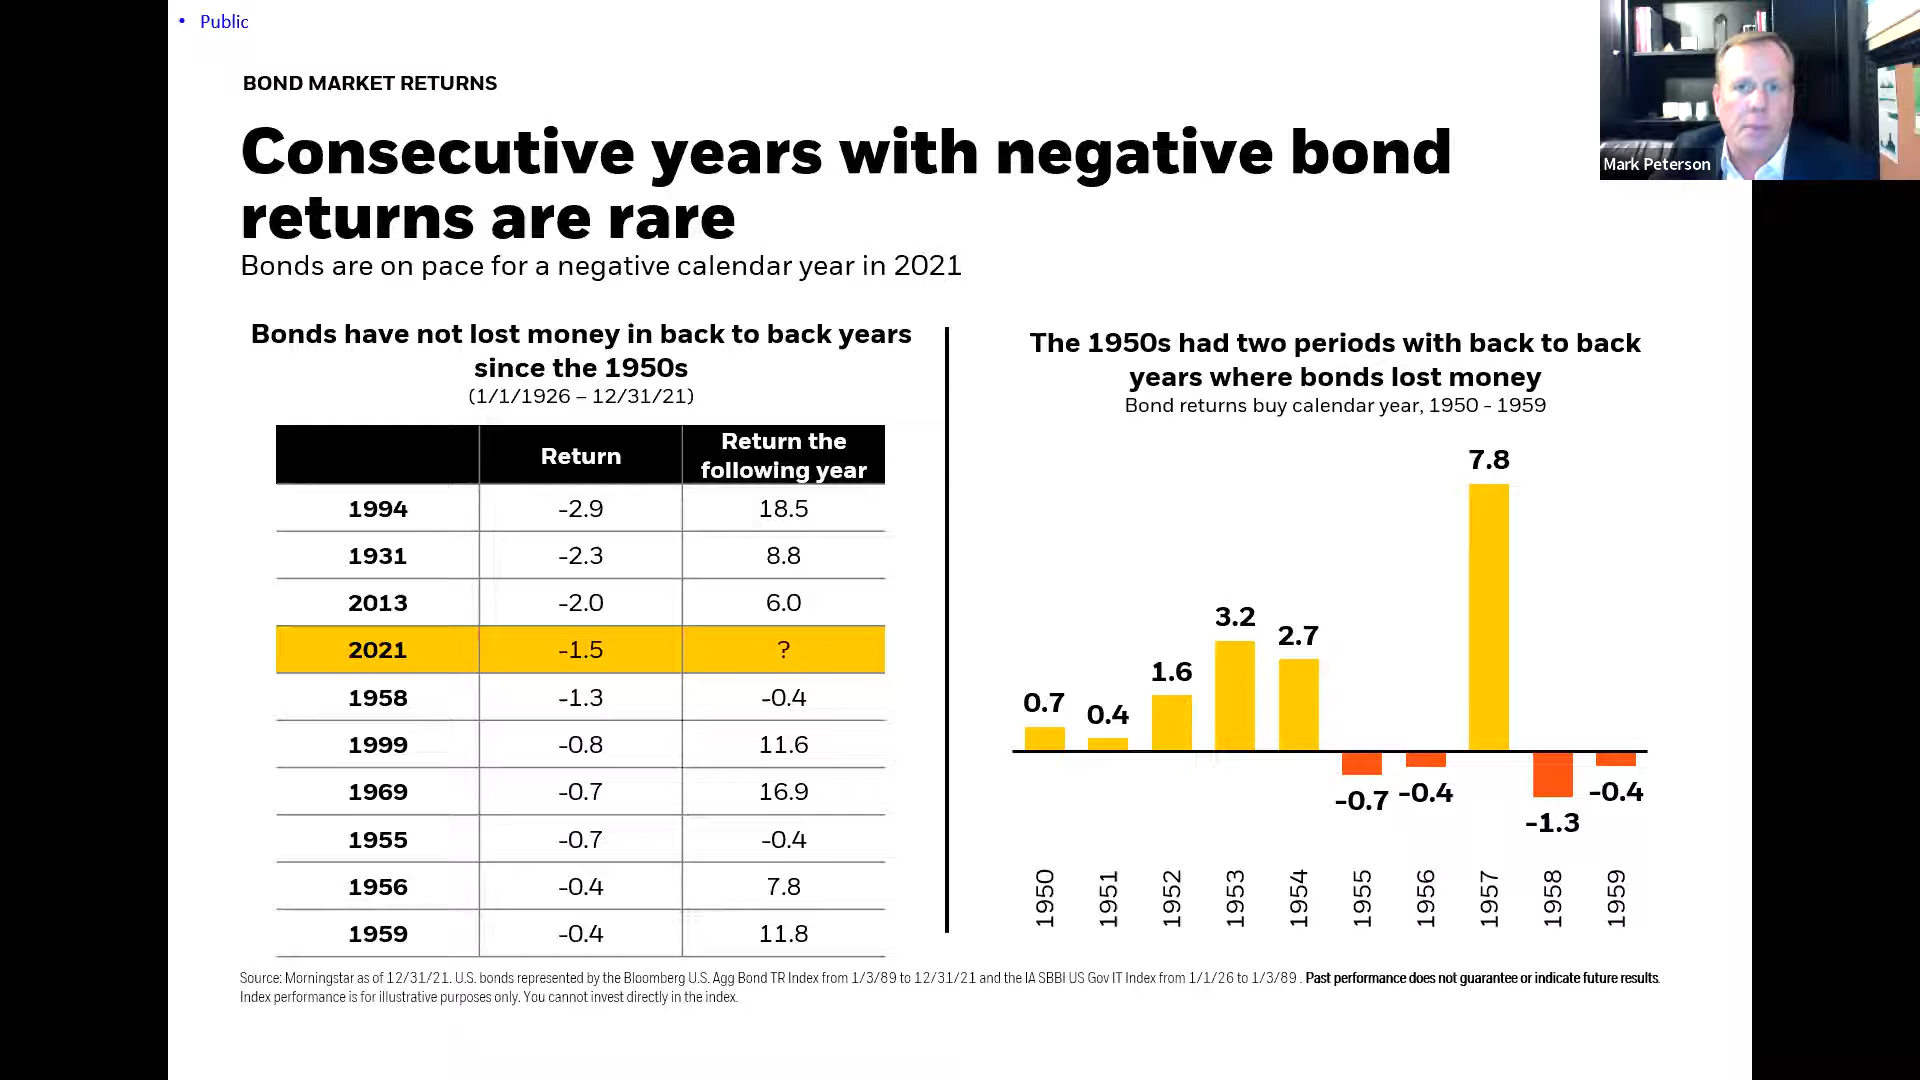 • Public
BOND MARKET RETURNS
Consecutive years with negative bond
returns are rare
Bonds are on pace for a negative calendar year in 2021
Mark Peterson
Bonds have not lost money in back to back years
since the 1950s
(1/1/1926 – 12/31/21)
Return
Return the
following year
1994 -2.9 18.5
1931 -2.3 8.8
2013 -2.0 6.0
2021 -1.5 ?
1958 -1.3 -0.4
1999 -0.8 11.6
1969 -0.7 16.9
1955 -0.7 -0.4
1956 -0.4 7.8
1959 -0.4 11.8
The 1950s had two periods with back to back
years where bonds lost money
Bond returns buy calendar year, 1950 - 1959
0.7 0.4 1.6 3.2 2.7 -0.7 -0.4 7.8 -1.3 -0.4
1950 1951 1952 1953 1954 1955 1956 1957 1958 1959
Source: Morningstar as of 12/31/21. U.S. bonds represented by the Bloomberg U.S. Agg Bond TR Index from 1/3/89 to 12/31/21 and the IA SBBI US Gov IT Index from 1/1/26 to 1/3/89 . Past performance does not guarantee or indicate future results.
Index performance is for illustrative purposes only. You cannot invest directly in the index.